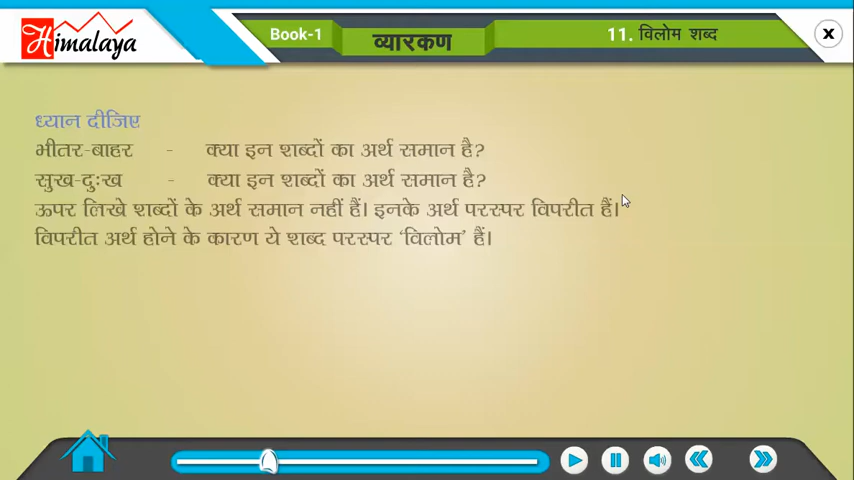 Himalaya
Book-1
व्यारकण
11. विलोम शब्द
X
ध्यान दीजिए
भीतर-बाहर - क्या इन शब्दों का अर्थ समान है?
सुख-दुःख - क्या इन शब्दों का अर्थ समान है?
ऊपर लिखे शब्दों के अर्थ समान नहीं हैं। इनके अर्थ परस्पर विपरीत हैं।
विपरीत अर्थ होने के कारण ये शब्द परस्पर ‘विलोम’ हैं।